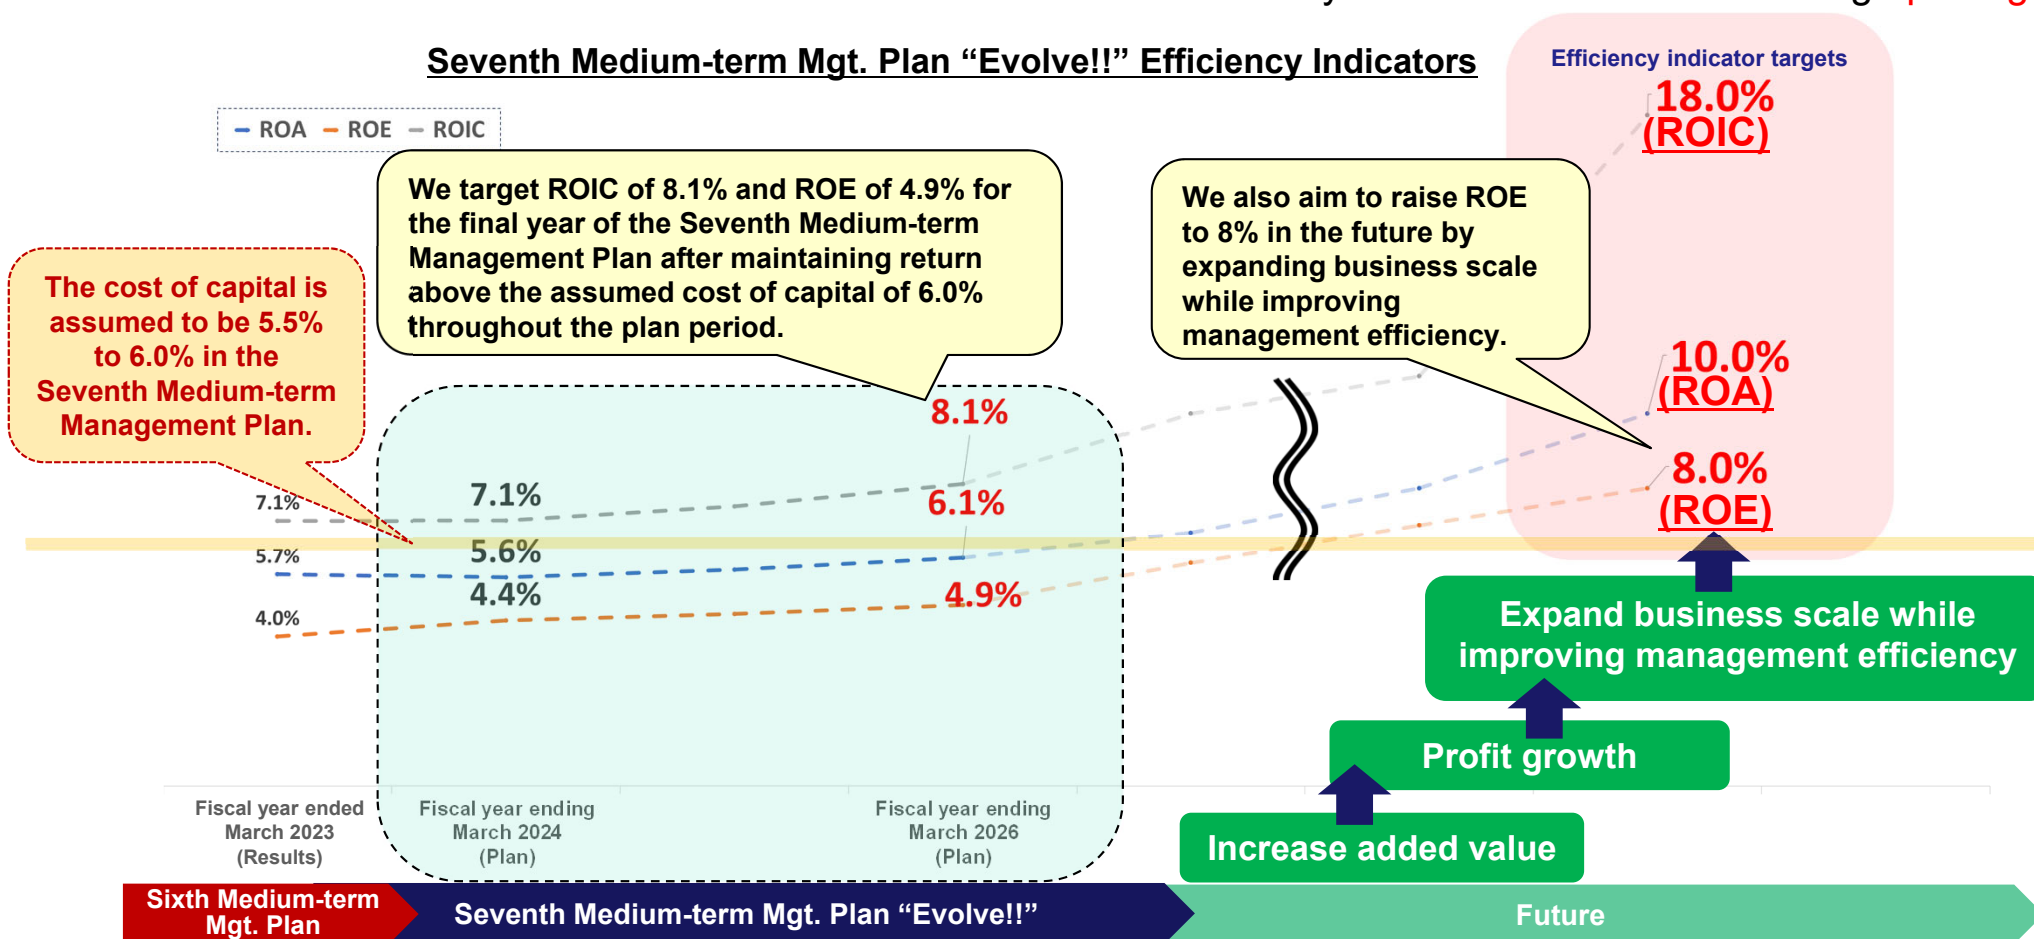 Seventh Medium-term Mgt. Plan “Evolve!!” Efficiency Indicators
Efficiency indicator targets
18.0%
(ROIC)
ROA
ROE
ROIC
We target ROIC of 8.1% and ROE of 4.9% for
the final year of the Seventh Medium-term
Management Plan after maintaining return
above the assumed cost of capital of 6.0%
throughout the plan period.
We also aim to raise ROE
to 8% in the future by
expanding business scale
while improving
management efficiency.
The cost of capital is
assumed to be 5.5%
to 6.0% in the
Seventh Medium-term
Management Plan.
10.0%
(ROA)
8.0%
(ROE)
8.1%
7.1%
7.1%
6.1%
5.7%
5.6%
4.0%
4.4%
4.9%
Expand business scale while
improving management efficiency
Profit growth
Increase added value
Fiscal year ended
March 2023
(Results)
Fiscal year ending
March 2024
(Plan)
Fiscal year ending
March 2026
(Plan)
Sixth Medium-term
Mgt. Plan
Seventh Medium-term Mgt. Plan “Evolve!!”
Future